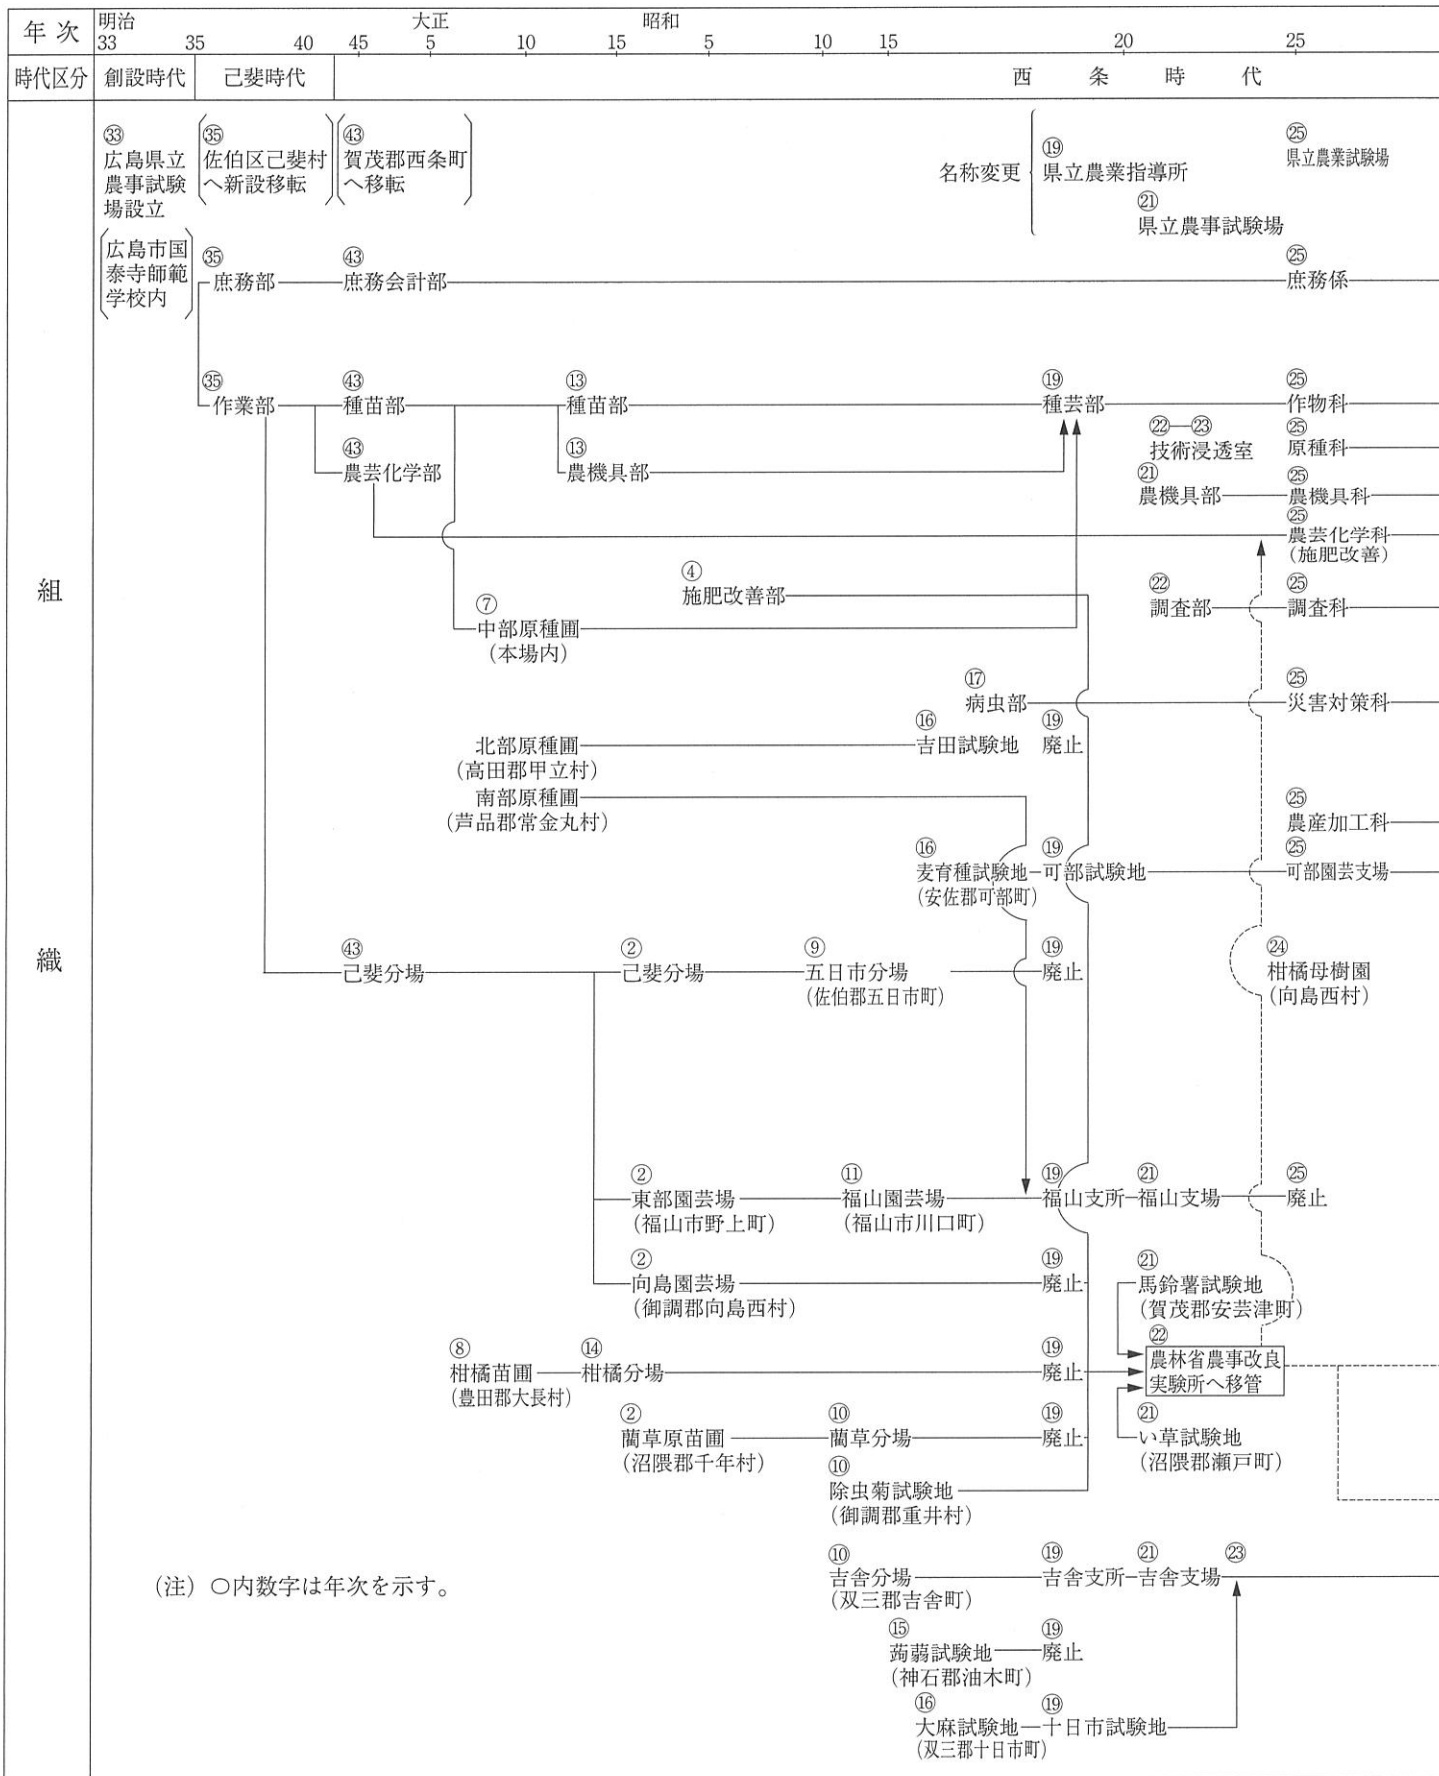 年次 明治 大正 昭和
33 35 40 45 5 10 15 5 10 15 20 25
時代区分 創設時代 己斐時代 西条時代
㉝ ㉟ ㊸ ⑲ ㉕
広島県立 佐伯区己斐村 賀茂郡西条町 名称変更 県立農業指導所 県立農業試験場
農事試験 へ新設移転 へ移転
場設立 ㉑
県立農事試験場
広島市国
泰寺師範
学校内
㉟ ㊸ ㉕
庶務部 庶務会計部 庶務係
㉟ ㊸ ⑬ ⑲ ㉕
作業部 種苗部 種苗部 種芸部 作物科
㊸ ⑬ ㉒ ㉓ ㉕
農芸化学部 農機具部 技術浸透室 原種科
㉑ ㉕
農機具部 農機具科
㉕
農芸化学科
(施肥改善)
組
④ ㉒ ㉕
施肥改善部 調査部 調査科
⑦
中部原種圃
(本場内)
⑰ ㉕
病虫部 災害対策科
⑯ ⑲
北部原種圃 吉田試験地 廃止
(高田郡甲立村)
南部原種圃
(芦品郡常金丸村)
㉕
農産加工科
⑯ ⑲ ㉕
麦育種試験地 可部試験地 可部園芸支場
(安佐郡可部町)
織
㊸ ② ⑨ ⑲ ㉔
己斐分場 己斐分場 五日市分場 廃止 柑橘母樹園
(佐伯郡五日市町) (向島西村)
② ⑪ ⑲ ㉑ ㉕
東部園芸場 福山園芸場 福山支所 福山支場 廃止
(福山市野上町) (福山市川口町)
② ⑲ ㉑
向島園芸場 廃止 馬鈴薯試験地
(御調郡向島西村) (賀茂郡安芸津町)
⑧ ⑭ ⑲ ㉒
柑橘苗圃 柑橘分場 廃止 農林省農事改良
(豊田郡大長村) 実験所へ移管
② ⑩ ⑲ ㉑
藺草原苗圃 藺草分場 廃止 い草試験地
(沼隈郡千年村) (沼隈郡瀬戸町)
⑩
除虫菊試験地
(御調郡重井村)
⑩ ⑲ ㉑ ㉓
吉舎分場 吉舎支所 吉舎支場
(双三郡吉舎町)
(注) ○内数字は年次を示す。
⑮ ⑲
蒟蒻試験地 廃止
(神石郡油木町)
⑯ ⑲
大麻試験地 十日市試験地
(双三郡十日市町)